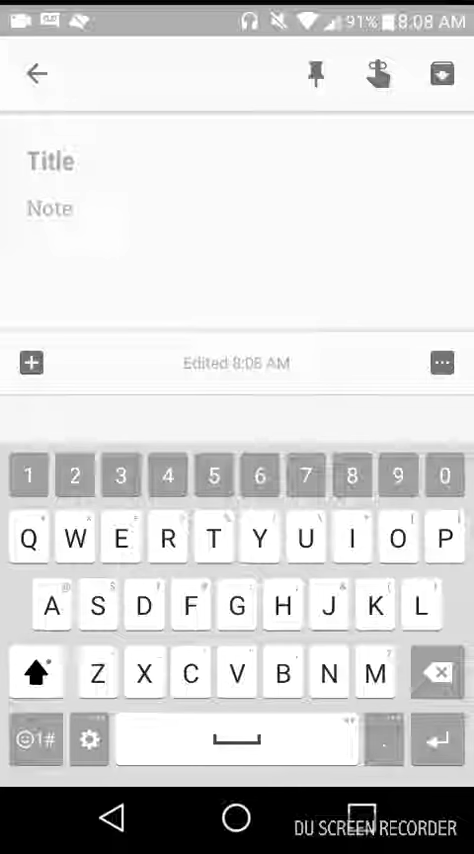 91% 8:08 AM
Title
Note
Edited 8:08 AM
1 2 3 4 5 6 7 8 9 0
Q W E R T Y U I O P
A S D F G H J K L
Z X C V B N M
1# .
DU SCREEN RECORDER